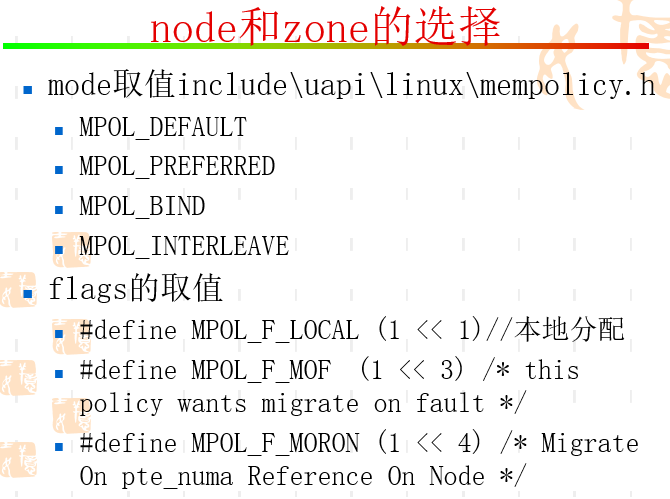 node和zone的选择
mode取值include\uapi\linux\mempolicy.h
MPOL_DEFAULT
MPOL_PREFERRED
MPOL_BIND
MPOL_INTERLEAVE
flags的取值
#define MPOL_F_LOCAL (1 << 1)//本地分配
#define MPOL_F_MOF  (1 << 3) /* this
policy wants migrate on fault */
#define MPOL_F_MORON (1 << 4) /* Migrate
On pte_numa Reference On Node */